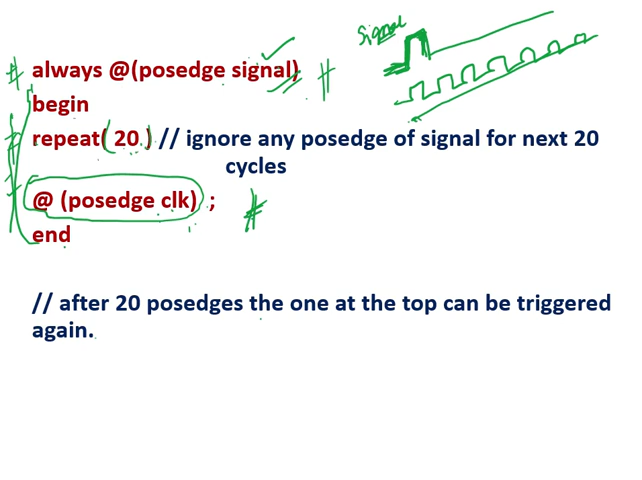 Signal
always @(posedge signal)
begin
repeat( 20 ) // ignore any posedge of signal for next 20
cycles
@ (posedge clk) ;
end
// after 20 posedges the one at the top can be triggered
again.